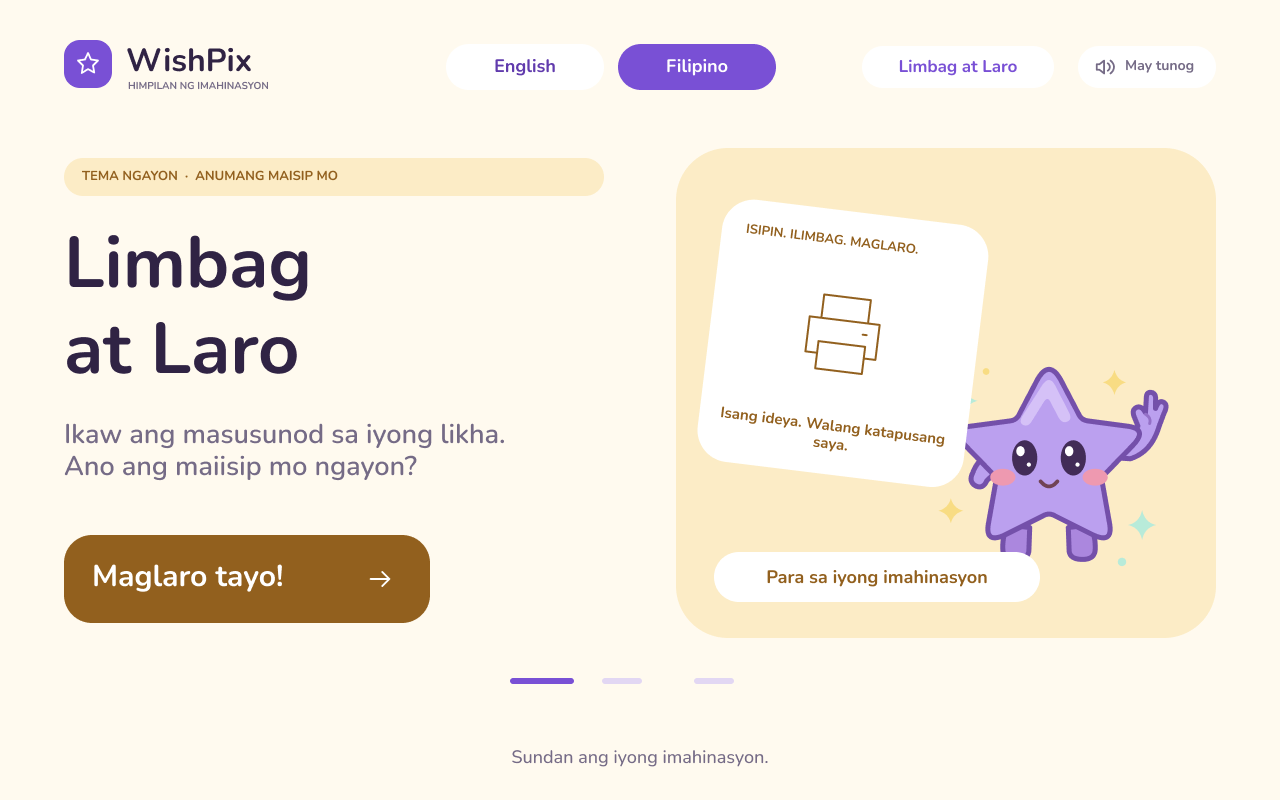 WishPix
HIMPILAN NG IMAHINASYON
English
Filipino
Limbag at Laro
May tunog
TEMA NGAYON · ANUMANG MAISIP MO
Limbag
at Laro
Ikaw ang masusunod sa iyong likha.
Ano ang maiisip mo ngayon?
Maglaro tayo!
ISIPIN. ILIMBAG. MAGLARO.
Isang ideya. Walang katapusang
saya.
Para sa iyong imahinasyon
Sundan ang iyong imahinasyon.